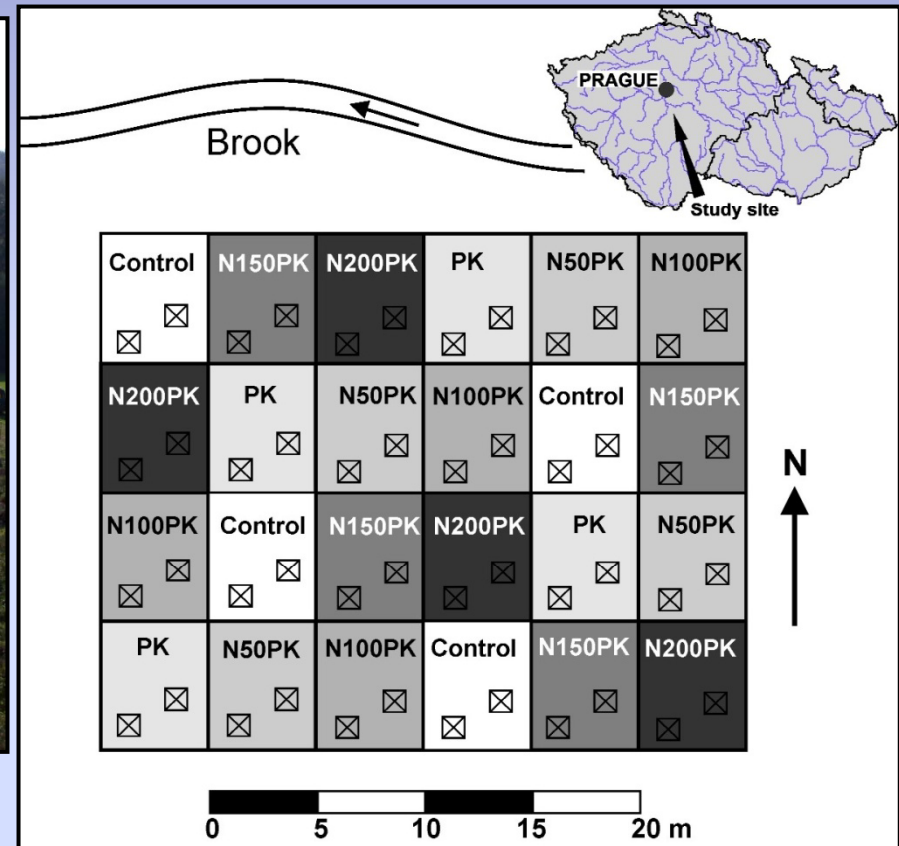 PRAGUE
Brook
Study site
Control N150PK N200PK PK N50PK N100PK
N200PK PK N50PK N100PK Control N150PK
N100PK Control N150PK N200PK PK N50PK
N
PK N50PK N100PK Control N150PK N200PK
0 5 10 15 20 m